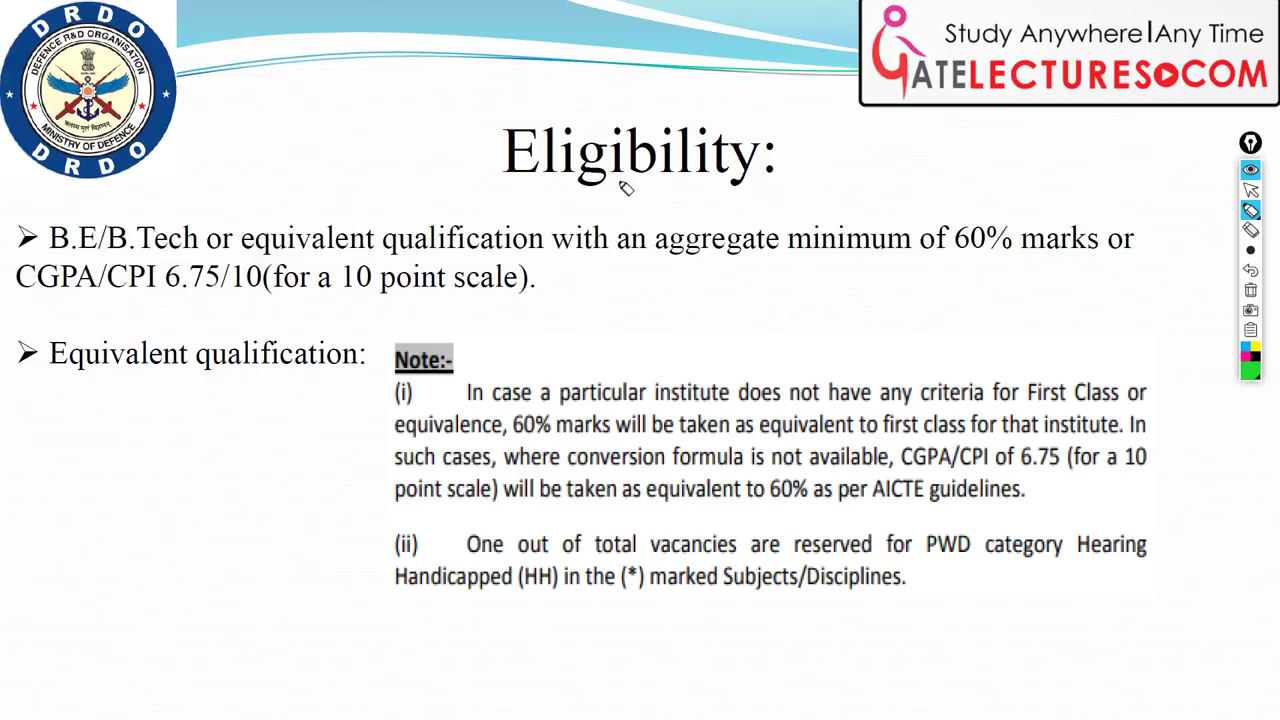 DRDO
DEFENCE R&D ORGANISATION
MINISTRY OF DEFENCE
DRDO
Study Anywhere|Any Time
GATELECTURES.COM
Eligibility:
➢ B.E/B.Tech or equivalent qualification with an aggregate minimum of 60% marks or
CGPA/CPI 6.75/10(for a 10 point scale).
➢ Equivalent qualification:
Note:-
(i) In case a particular institute does not have any criteria for First Class or
equivalence, 60% marks will be taken as equivalent to first class for that institute. In
such cases, where conversion formula is not available, CGPA/CPI of 6.75 (for a 10
point scale) will be taken as equivalent to 60% as per AICTE guidelines.
(ii) One out of total vacancies are reserved for PWD category Hearing
Handicapped (HH) in the (*) marked Subjects/Disciplines.